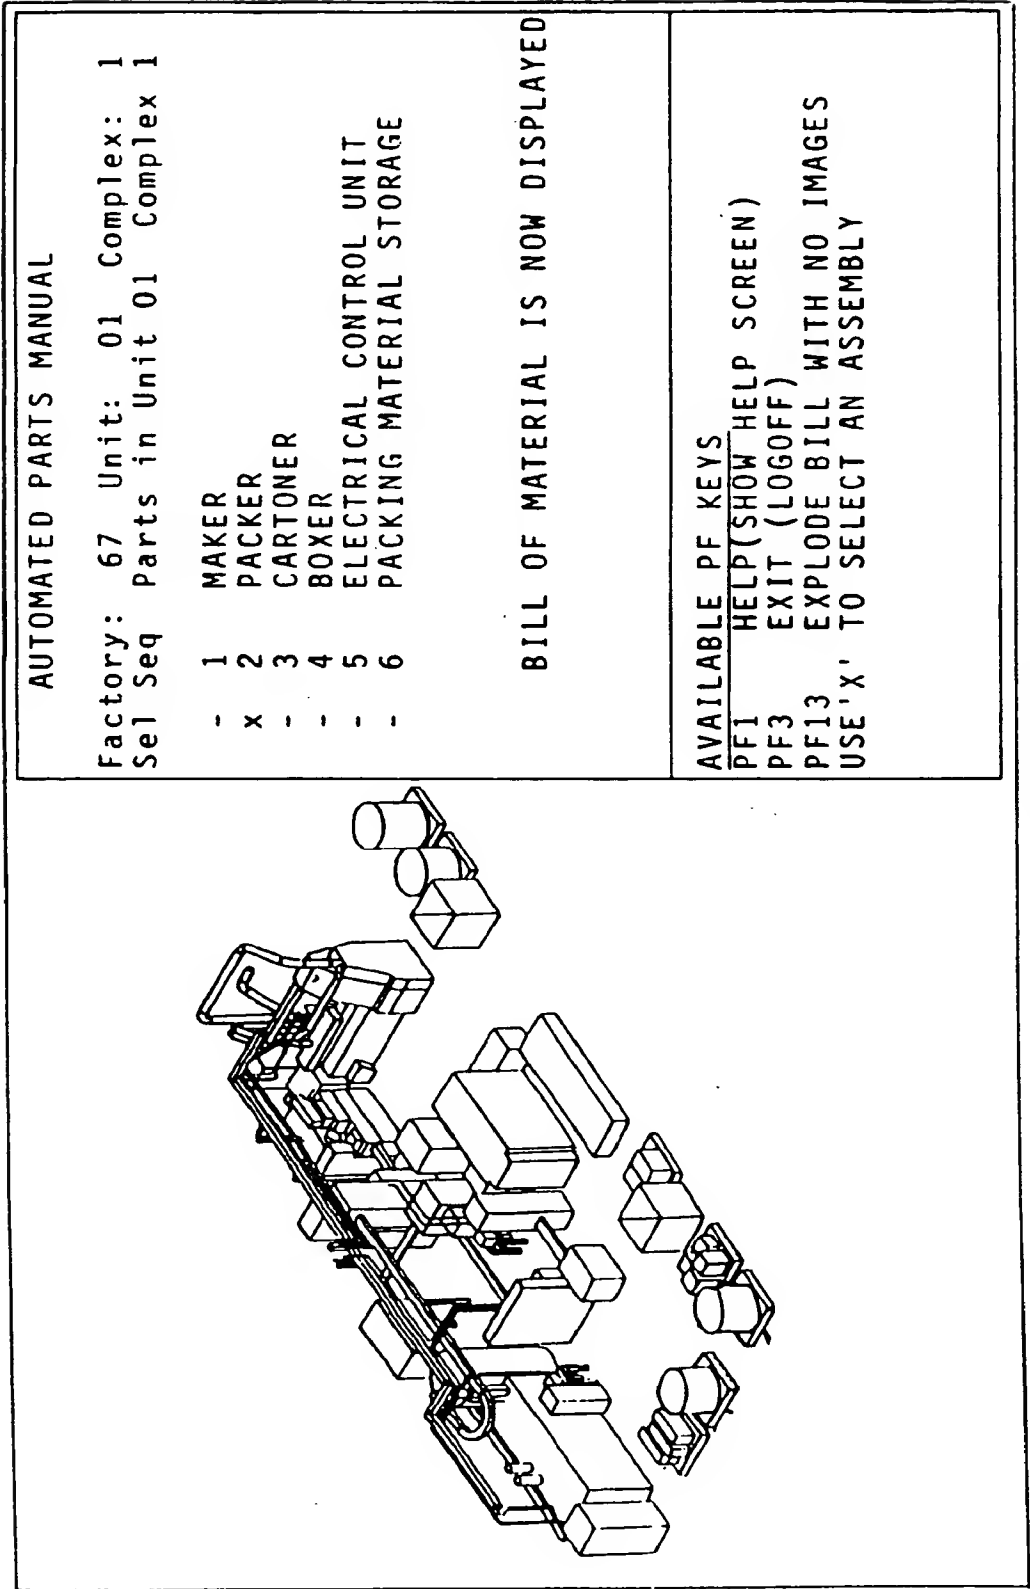 AUTOMATED PARTS MANUAL
Factory: 67 Unit: 01 Complex: 1
Sel Seq Parts in Unit 01 Complex 1
- 1 MAKER
x 2 PACKER
- 3 CARTONER
- 4 BOXER
- 5 ELECTRICAL CONTROL UNIT
- 6 PACKING MATERIAL STORAGE
BILL OF MATERIAL IS NOW DISPLAYED
AVAILABLE PF KEYS
PF1 HELP(SHOW HELP SCREEN)
PF3 EXIT (LOGOFF)
PF13 EXPLODE BILL WITH NO IMAGES
USE'X' TO SELECT AN ASSEMBLY